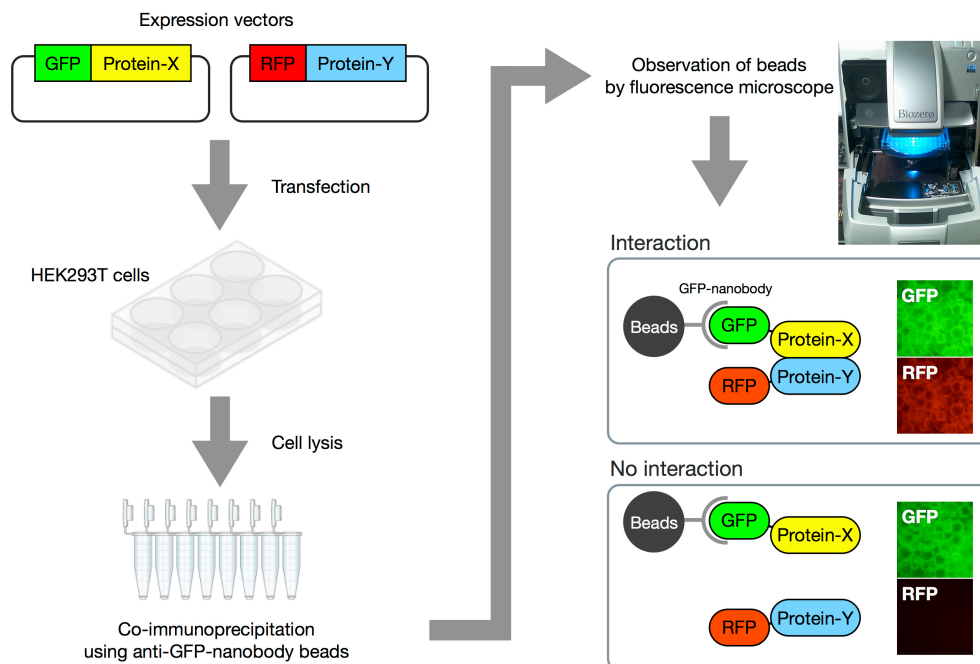 Expression vectors
GFP Protein-X
RFP Protein-Y
Transfection
HEK293T cells
Cell lysis
Co-immunoprecipitation
using anti-GFP-nanobody beads
Observation of beads
by fluorescence microscope
Biozero
Interaction
GFP-nanobody
Beads
GFP
Protein-X
RFP
Protein-Y
GFP
RFP
No interaction
Beads
GFP
Protein-X
RFP
Protein-Y
GFP
RFP